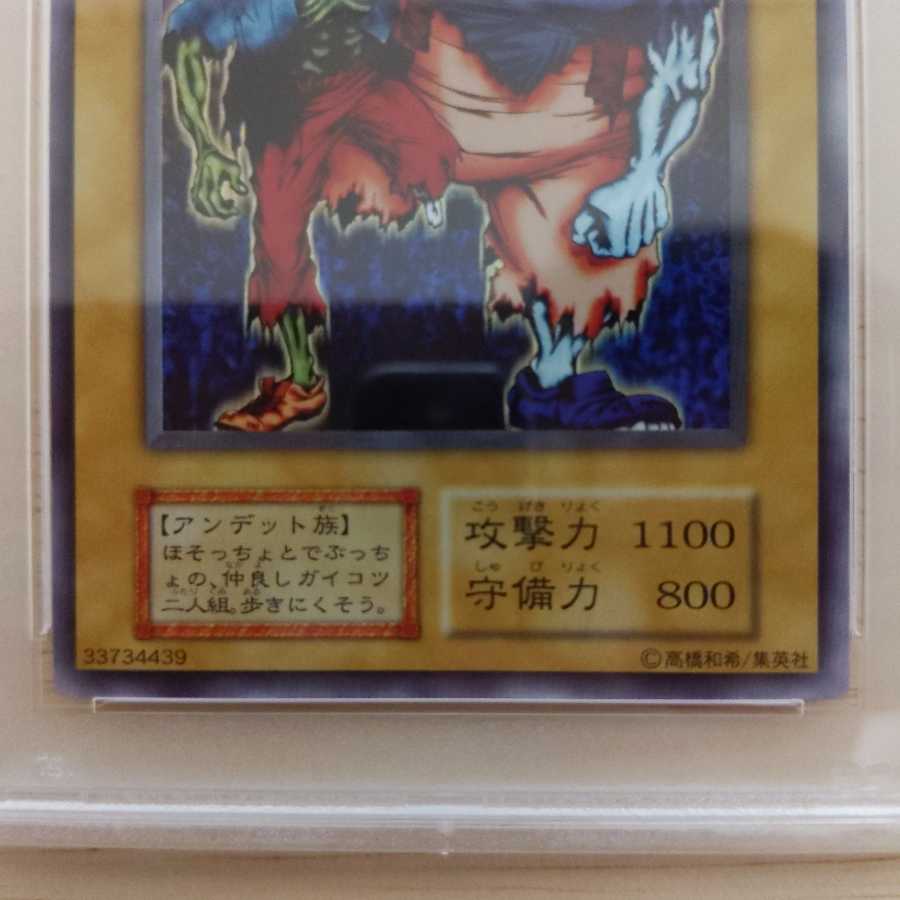 【アンデット族】
ほそっちょとでぶっち
ょの、仲良しガイコツ
二人組。歩きにくそう。
攻撃力 1100
守備力 800
33734439
©高橋和希/集英社